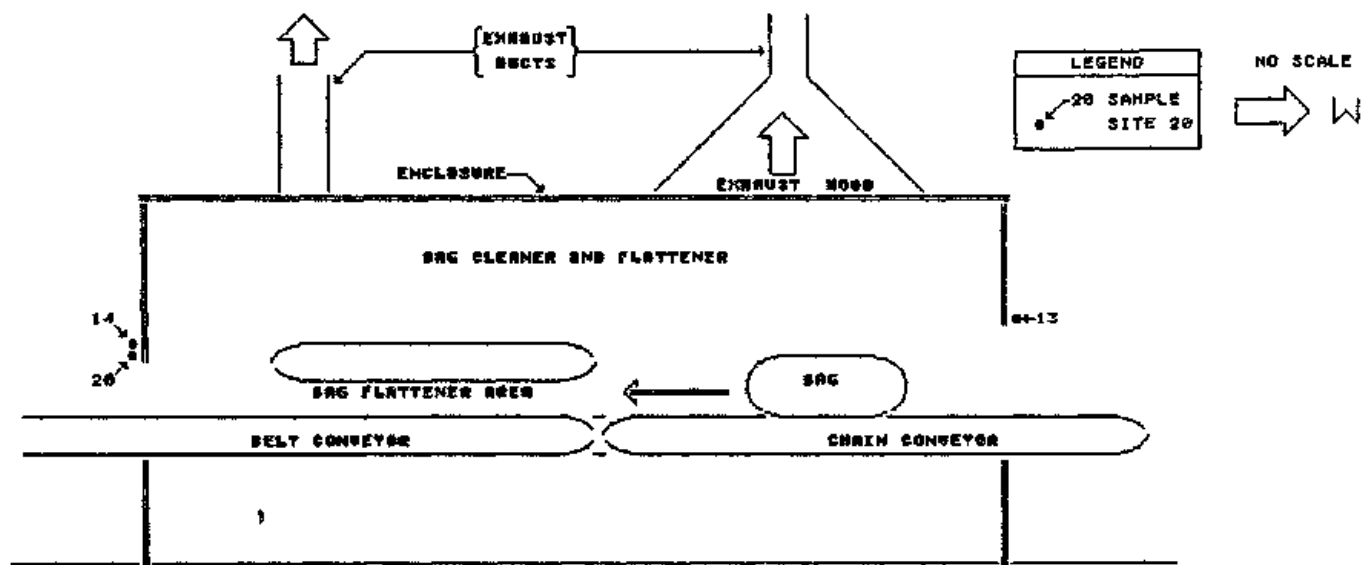 EXHAUST
DUCTS
LEGEND
20 SAMPLE
SITE 20
NO SCALE
W
ENCLOSURE
EXHAUST HOOD
BAG CLEANER AND FLATTENER
14
20
13
BAG
BAG FLATTENER AREA
BELT CONVEYOR
CHAIN CONVEYOR